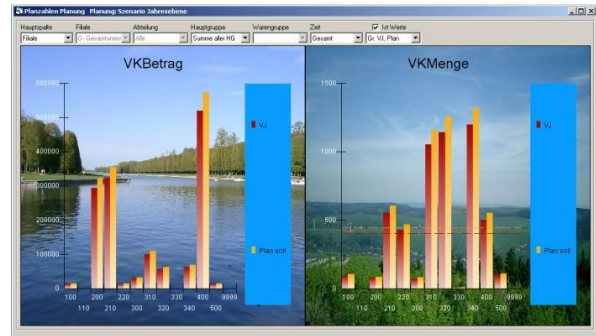 Planzahlen Planung Planung: Szenario Jahresebene
Hauptspalte Filiale Abteilung Hauptgruppe Warengruppe Zeit Ist Werte
Filiale 0 - Gesamtuntern Alle Summe aller HG Gesamt Gr. VJ, Plan
VKBetrag
600000
500000
400000
300000
200000
100000
0
100 200 220 310 330 400 9999
110 210 300 320 340 500
VJ
Plan soll
VKMenge
1500
1000
500
0
100 200 220 310 330 400 9999
110 210 300 320 340 500
VJ
Plan soll